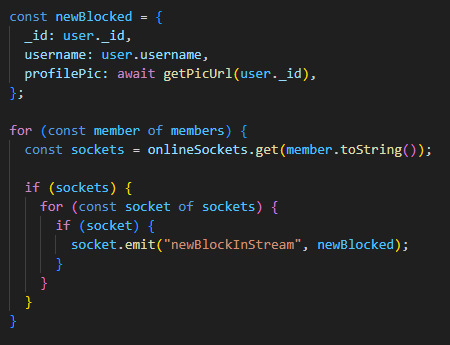 const newBlocked = {
  _id: user._id,
  username: user.username,
  profilePic: await getPicUrl(user._id),
};

for (const member of members) {
  const sockets = onlineSockets.get(member.toString());

  if (sockets) {
    for (const socket of sockets) {
      if (socket) {
        socket.emit("newBlockInStream", newBlocked);
      }
    }
  }
}